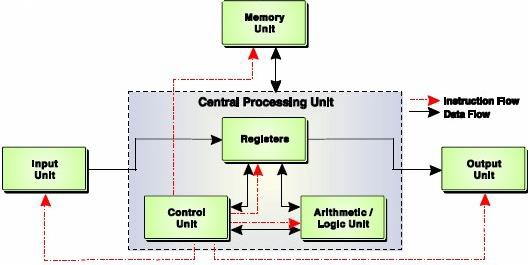 Memory
Unit
Central Processing Unit
Instruction Flow
Data Flow
Registers
Input
Unit
Output
Unit
Control
Unit
Arithmetic /
Logic Unit